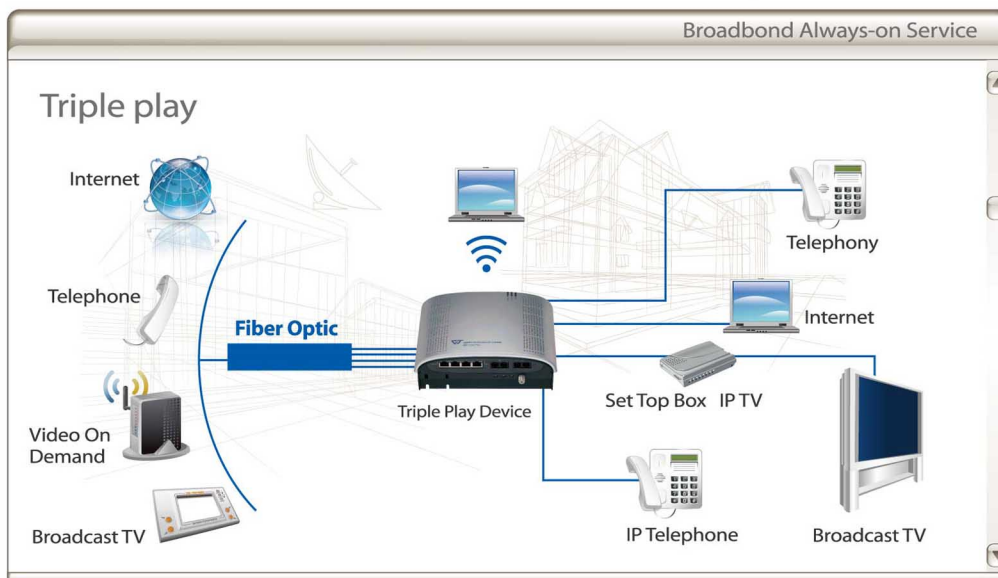 Broadbond Always-on Service
Triple play
Internet
Telephone
Video On
Demand
Broadcast TV
Fiber Optic
Triple Play Device
Telephony
Internet
Set Top Box IP TV
IP Telephone
Broadcast TV